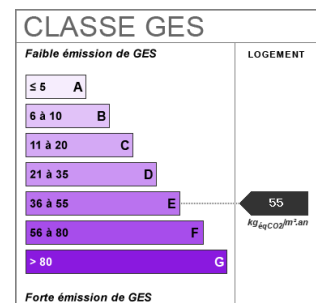 CLASSE GES
Faible émission de GES
LOGEMENT
≤ 5 A
6 à 10 B
11 à 20 C
21 à 35 D
36 à 55 E
55
kgéqCO2/m².an
56 à 80 F
> 80 G
Forte émission de GES